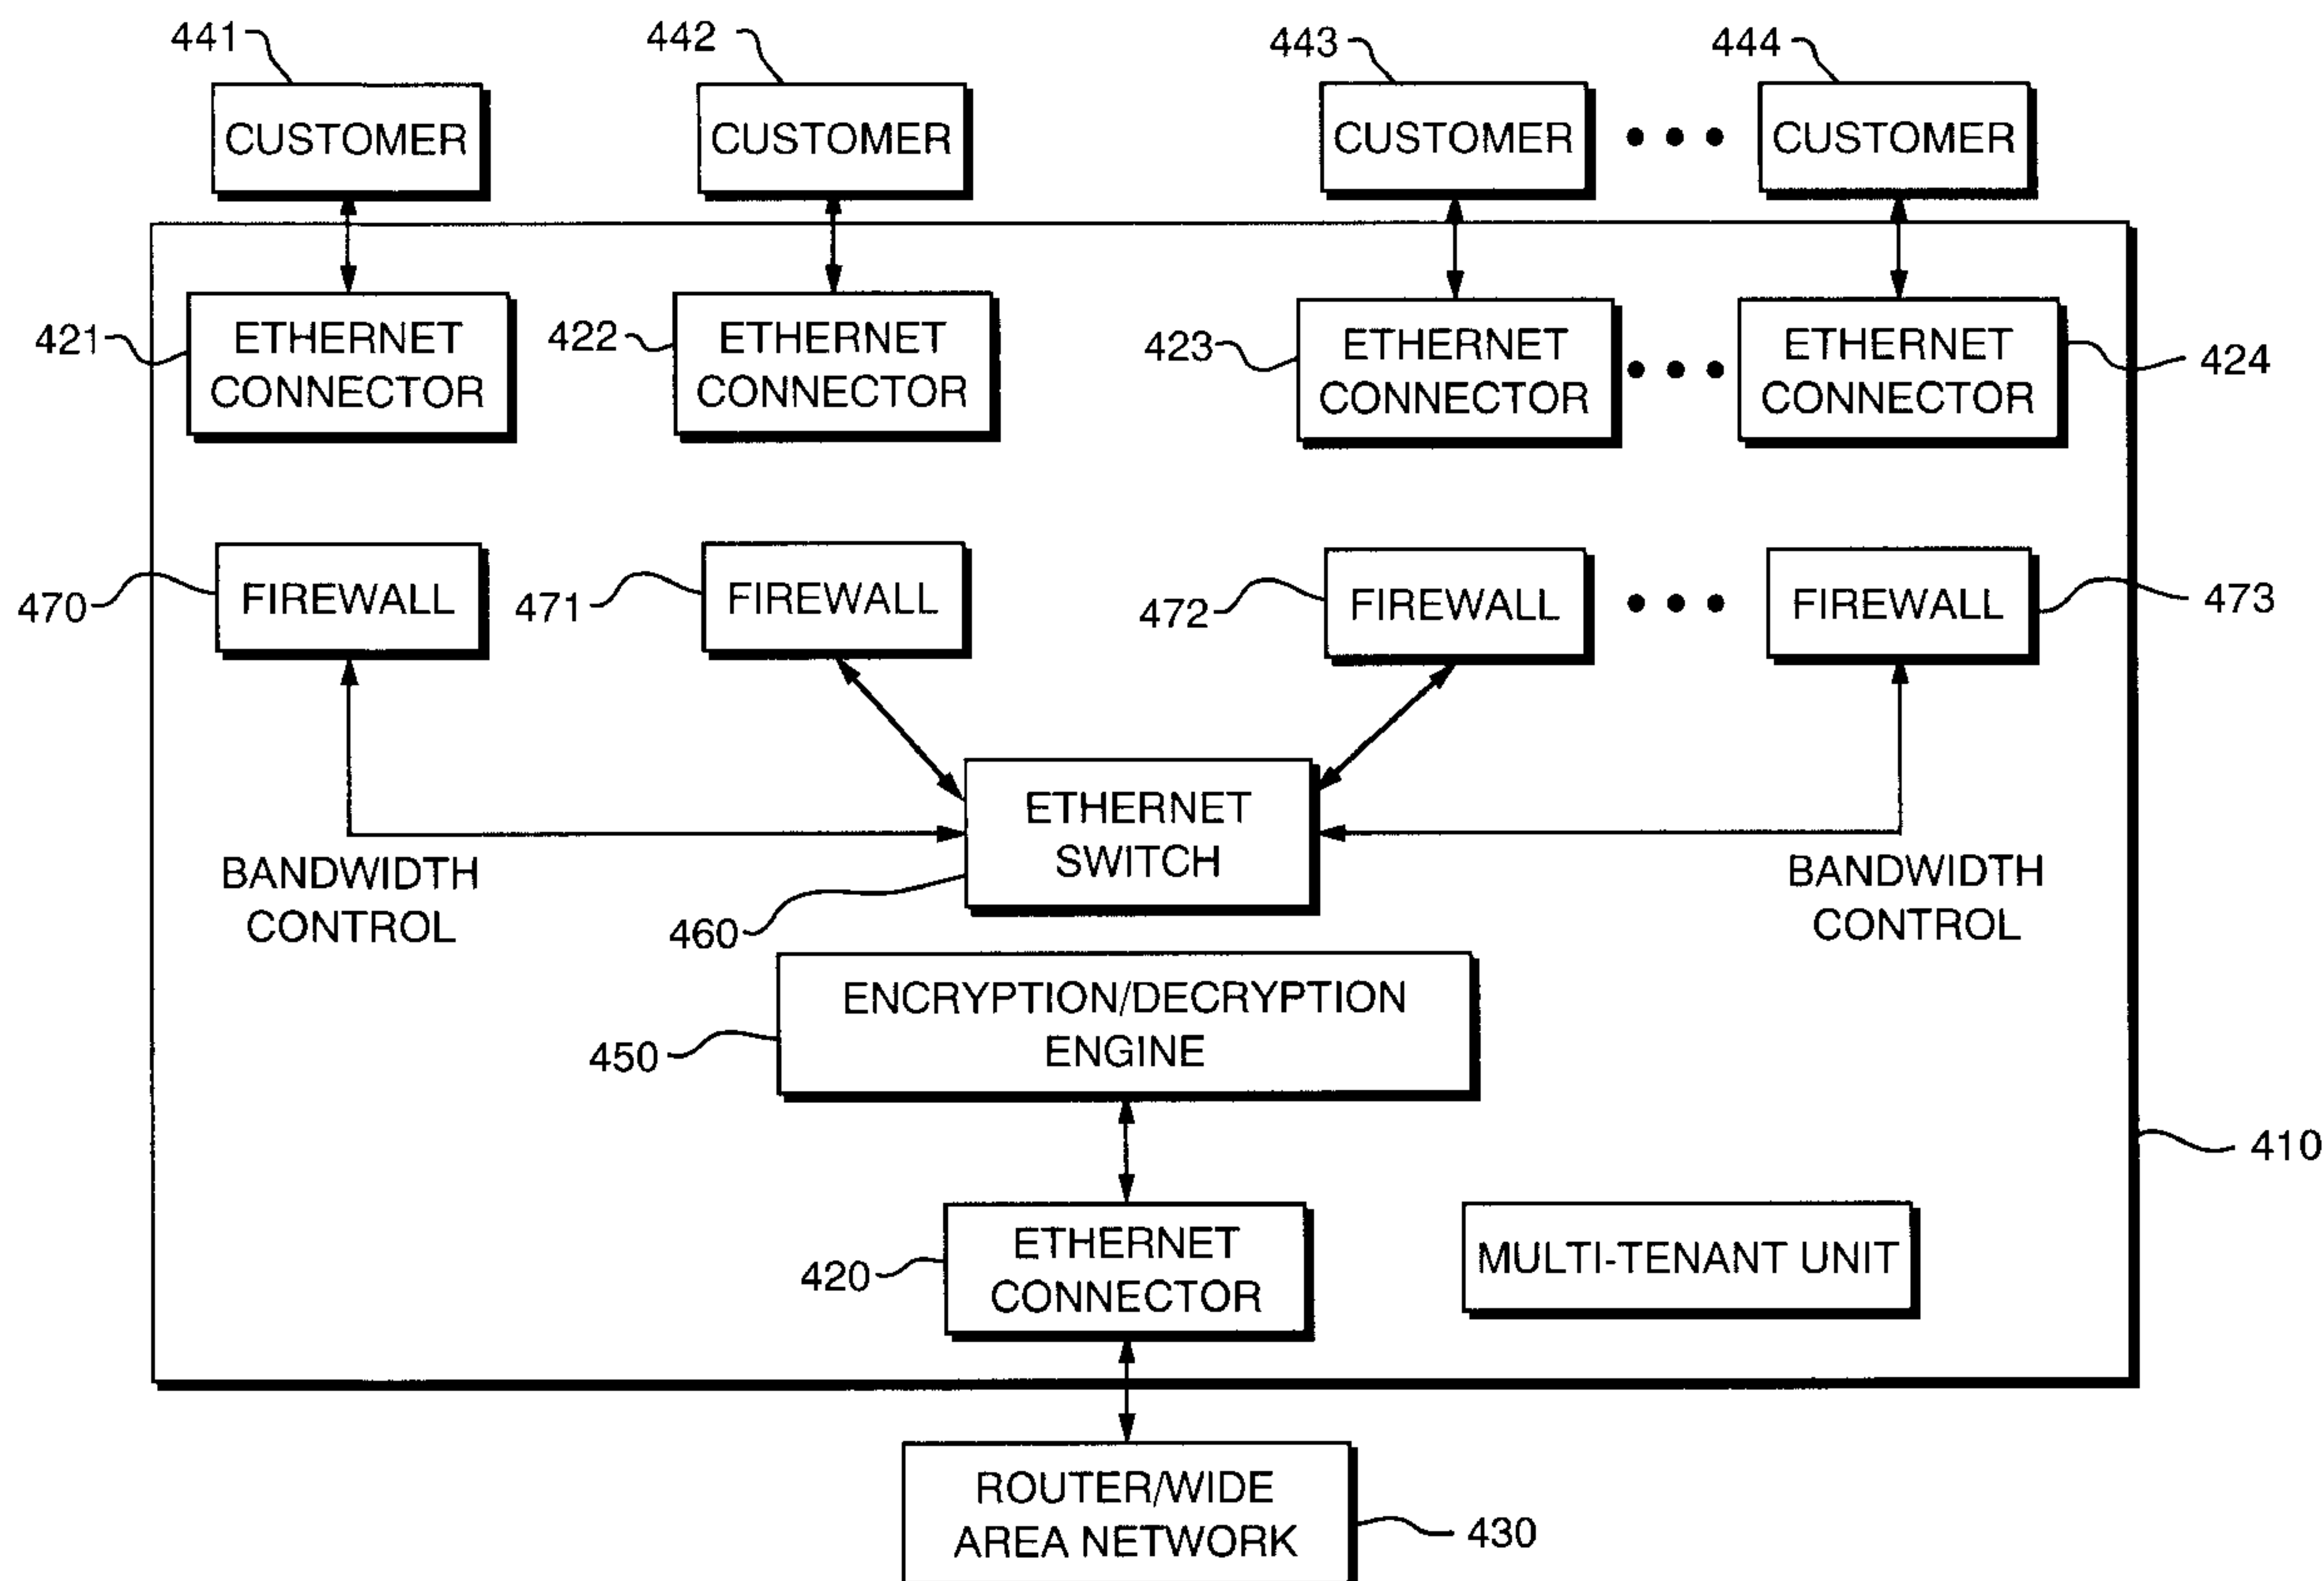 441
442
443
444
CUSTOMER
CUSTOMER
CUSTOMER
CUSTOMER
421
ETHERNET
CONNECTOR
422
ETHERNET
CONNECTOR
423
ETHERNET
CONNECTOR
ETHERNET
CONNECTOR
424
470
FIREWALL
471
FIREWALL
472
FIREWALL
FIREWALL
473
ETHERNET
SWITCH
BANDWIDTH
CONTROL
BANDWIDTH
CONTROL
460
ENCRYPTION/DECRYPTION
ENGINE
450
410
420
ETHERNET
CONNECTOR
MULTI-TENANT UNIT
ROUTER/WIDE
AREA NETWORK
430